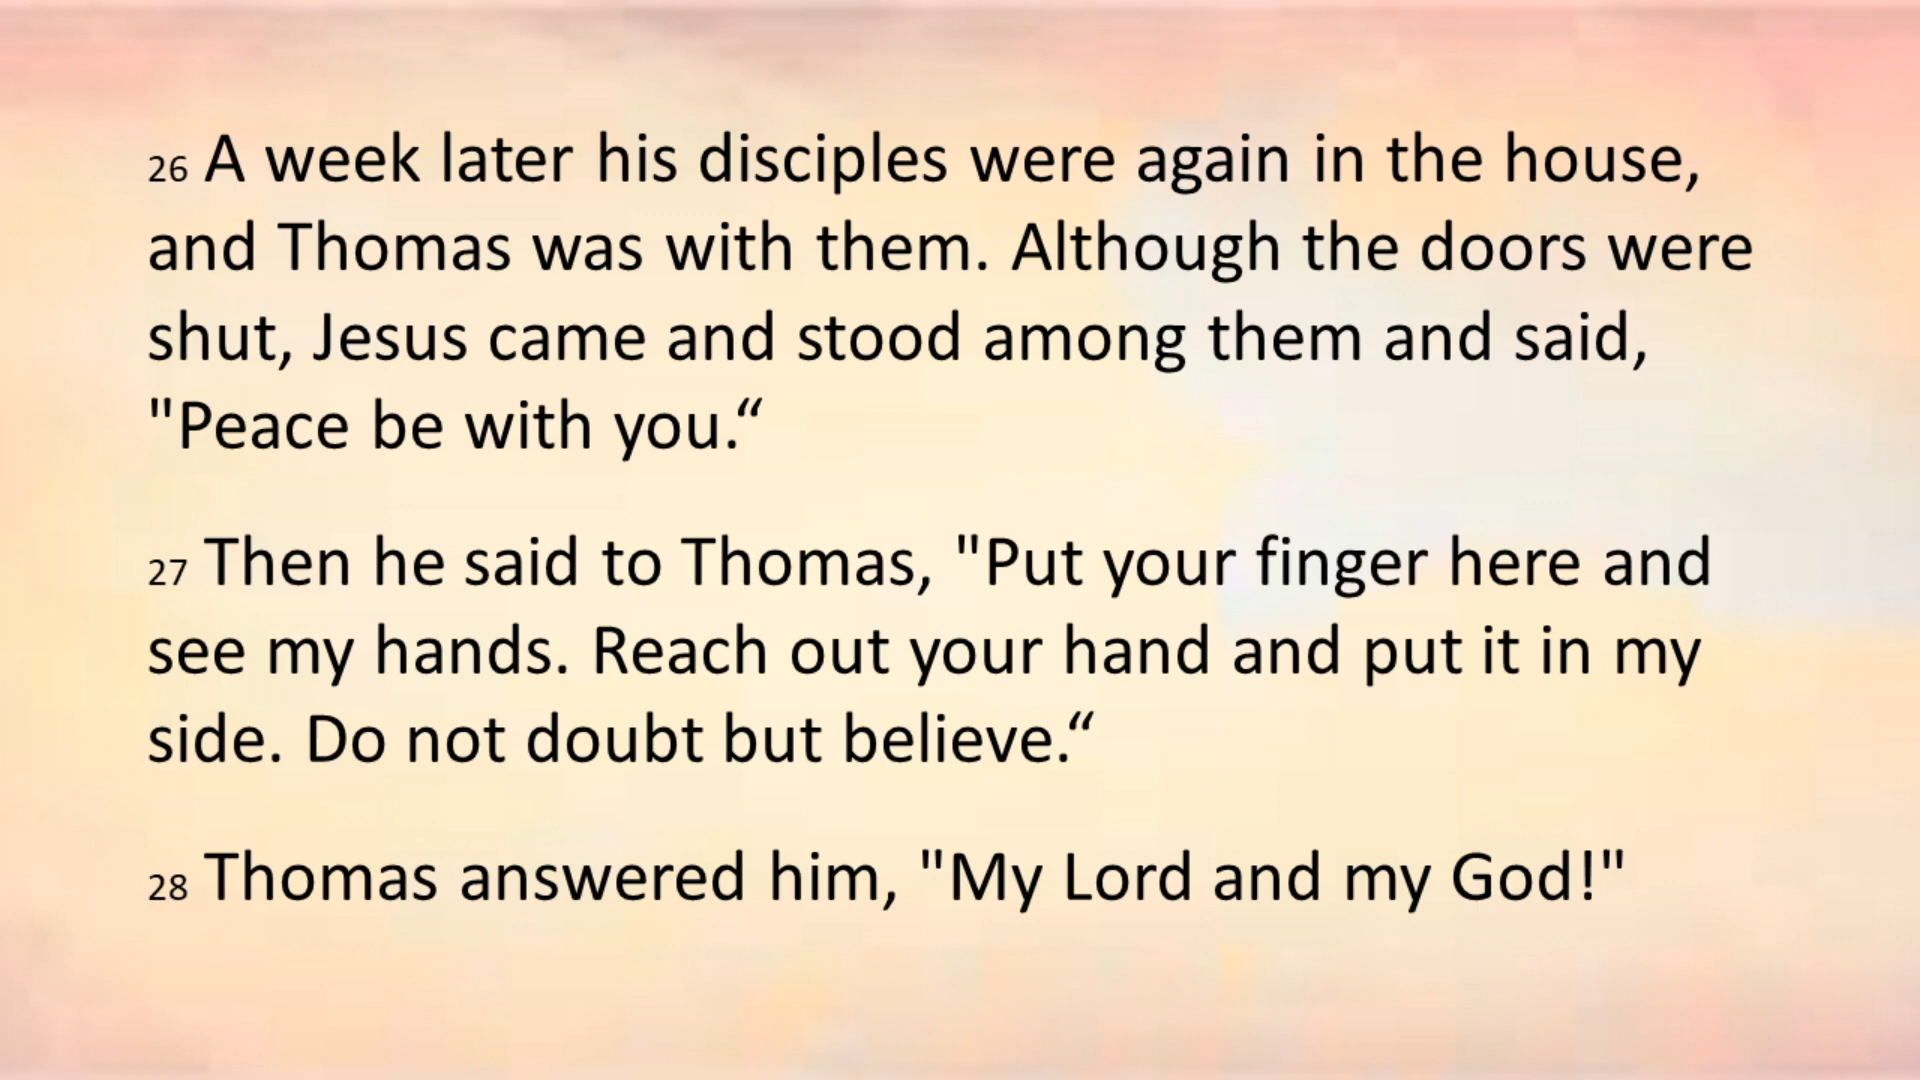 26 A week later his disciples were again in the house,
and Thomas was with them. Although the doors were
shut, Jesus came and stood among them and said,
"Peace be with you.“
27 Then he said to Thomas, "Put your finger here and
see my hands. Reach out your hand and put it in my
side. Do not doubt but believe.“
28 Thomas answered him, "My Lord and my God!"